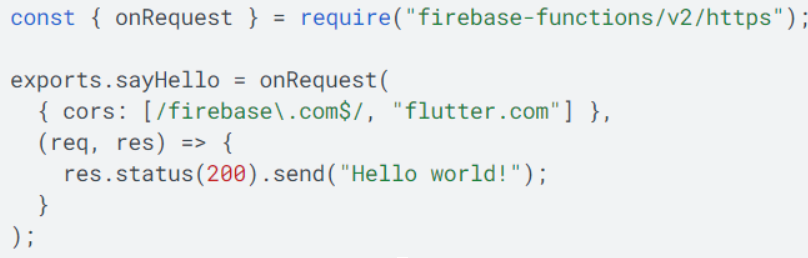 const { onRequest } = require("firebase-functions/v2/https");
exports.sayHello = onRequest(
{ cors: [/firebase\.com$/, "flutter.com"] },
(req, res) => {
res.status(200).send("Hello world!");
}
);